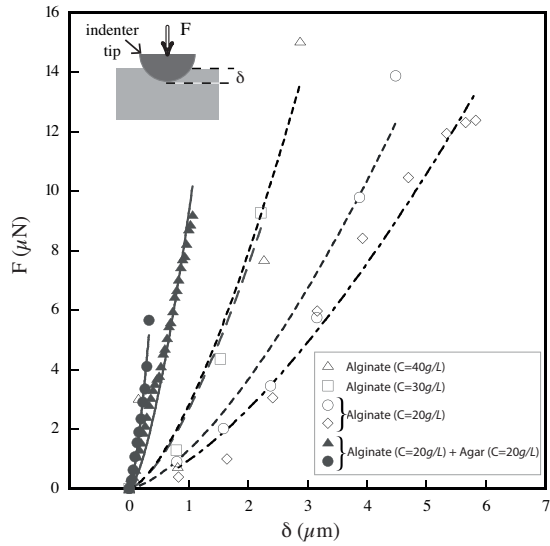 16
14
12
10
8
6
4
2
0
F (μN)
indenter
tip
F
δ
Alginate (C=40g/L)
Alginate (C=30g/L)
Alginate (C=20g/L)
Alginate (C=20g/L) + Agar (C=20g/L)
0 1 2 3 4 5 6 7
δ (μm)